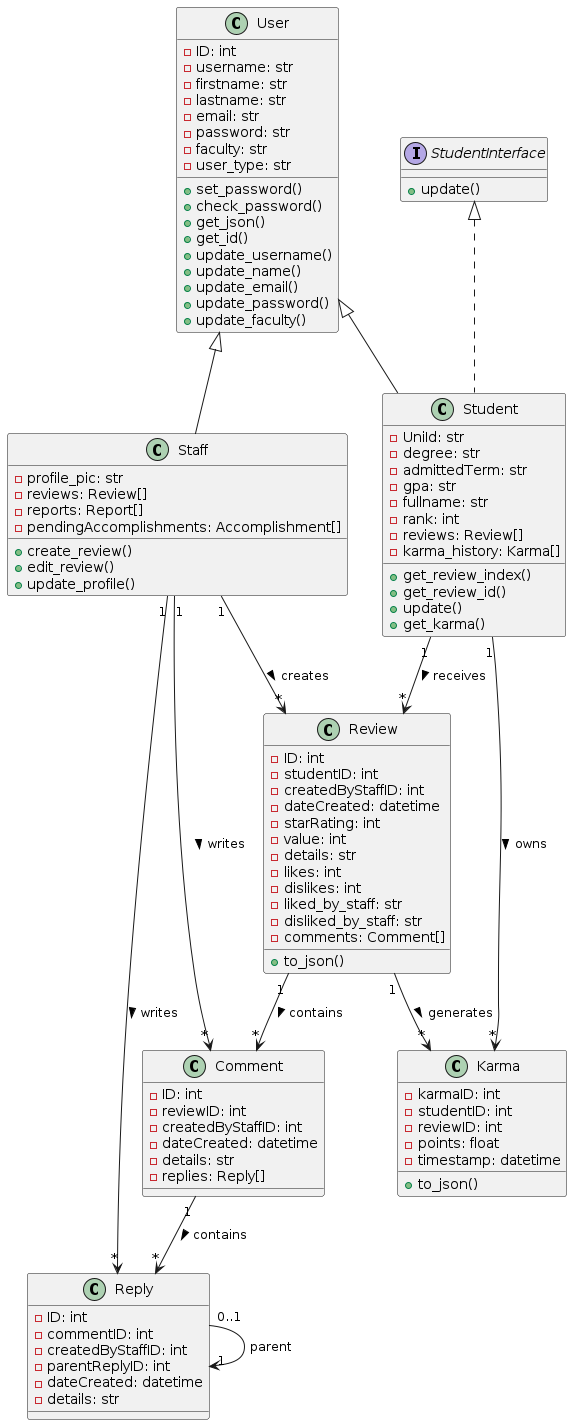 C User
ID: int
username: str
firstname: str
lastname: str
email: str
password: str
faculty: str
user_type: str
set_password()
check_password()
get_json()
get_id()
update_username()
update_name()
update_email()
update_password()
update_faculty()
I StudentInterface
update()
C Staff
profile_pic: str
reviews: Review[]
reports: Report[]
pendingAccomplishments: Accomplishment[]
create_review()
edit_review()
update_profile()
C Student
UniId: str
degree: str
admittedTerm: str
gpa: str
fullname: str
rank: int
reviews: Review[]
karma_history: Karma[]
get_review_index()
get_review_id()
update()
get_karma()
1
1
1
1
1
creates
receives
*
*
C Review
ID: int
studentID: int
createdByStaffID: int
dateCreated: datetime
starRating: int
value: int
details: str
likes: int
dislikes: int
liked_by_staff: str
disliked_by_staff: str
comments: Comment[]
to_json()
writes
owns
1
1
writes
contains
generates
*
*
*
*
C Comment
ID: int
reviewID: int
createdByStaffID: int
dateCreated: datetime
details: str
replies: Reply[]
C Karma
karmaID: int
studentID: int
reviewID: int
points: float
timestamp: datetime
to_json()
1
contains
*
*
C Reply
ID: int
commentID: int
createdByStaffID: int
parentReplyID: int
dateCreated: datetime
details: str
0..1
parent
1